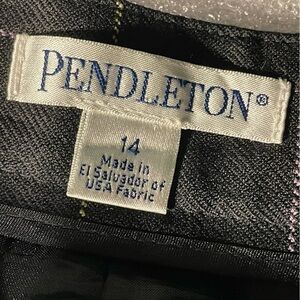 PENDLETON®
14
Made in
El Salvador of
USA Fabric